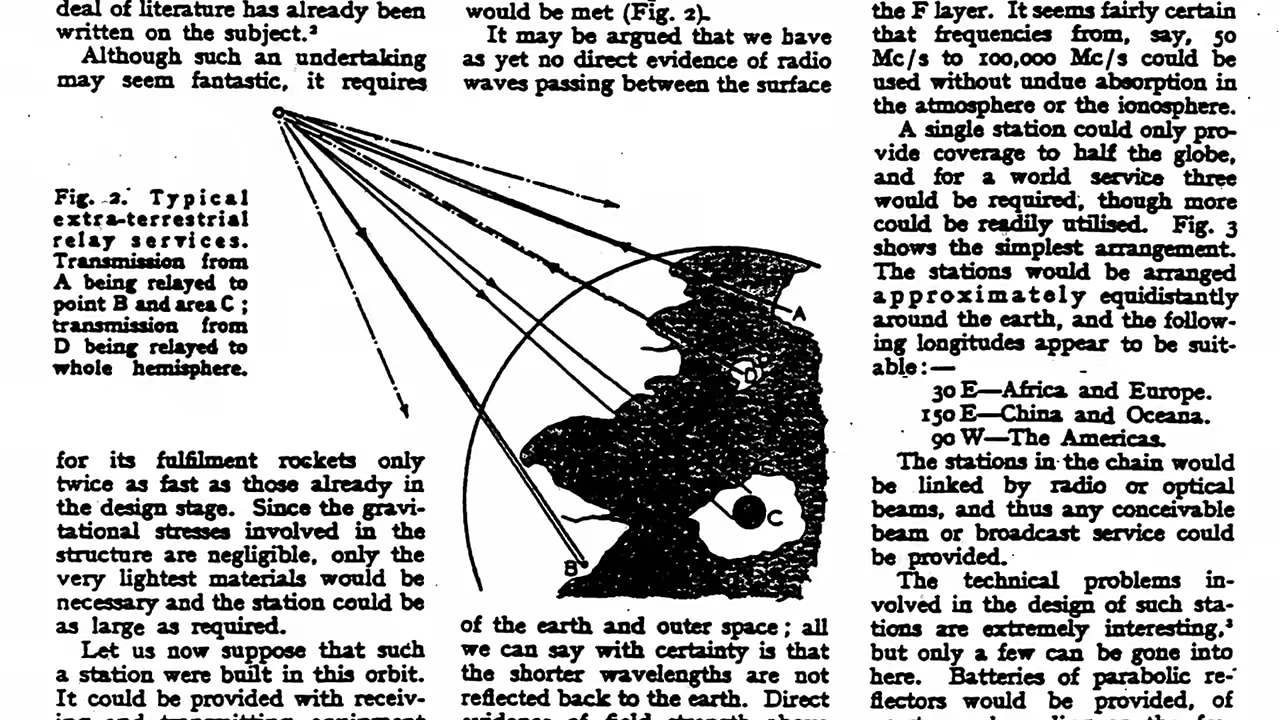 deal of literature has already been
written on the subject.²
Although such an undertaking
may seem fantastic, it requires
Fig. 2. Typical
extra-terrestrial
relay services.
Transmission from
A being relayed to
point B and area C ;
transmission from
D being relayed to
whole hemisphere.
for its fulfilment rockets only
twice as fast as those already in
the design stage. Since the gravi-
tational stresses involved in the
structure are negligible, only the
very lightest materials would be
necessary and the station could be
as large as required.
Let us now suppose that such
a station were built in this orbit.
It could be provided with receiv-
ing and transmitting equipment
would be met (Fig. 2).
It may be argued that we have
as yet no direct evidence of radio
waves passing between the surface
A
D
C
B
of the earth and outer space ; all
we can say with certainty is that
the shorter wavelengths are not
reflected back to the earth. Direct
evidence of field strength above
the F layer. It seems fairly certain
that frequencies from, say, 50
Mc/s to 100,000 Mc/s could be
used without undue absorption in
the atmosphere or the ionosphere.
A single station could only pro-
vide coverage to half the globe,
and for a world service three
would be required, though more
could be readily utilised. Fig. 3
shows the simplest arrangement.
The stations would be arranged
approximately equidistantly
around the earth, and the follow-
ing longitudes appear to be suit-
able :—
30 E—Africa and Europe.
150 E—China and Oceana.
90 W—The Americas.
The stations in the chain would
be linked by radio or optical
beams, and thus any conceivable
beam or broadcast service could
be provided.
The technical problems in-
volved in the design of such sta-
tions are extremely interesting,³
but only a few can be gone into
here. Batteries of parabolic re-
flectors would be provided, of